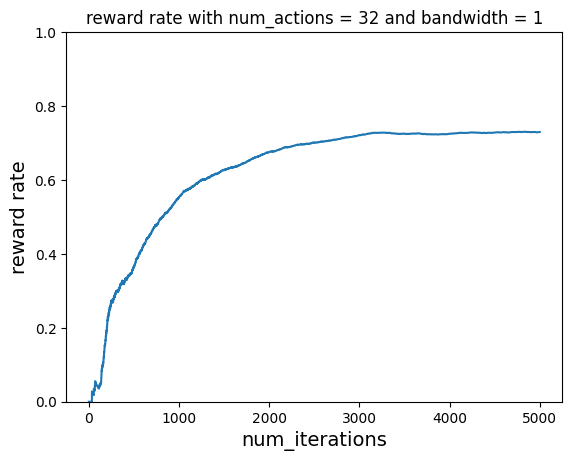 reward rate with num_actions = 32 and bandwidth = 1
1.0
0.8
0.6
0.4
0.2
0.0
reward rate
0 1000 2000 3000 4000 5000
num_iterations